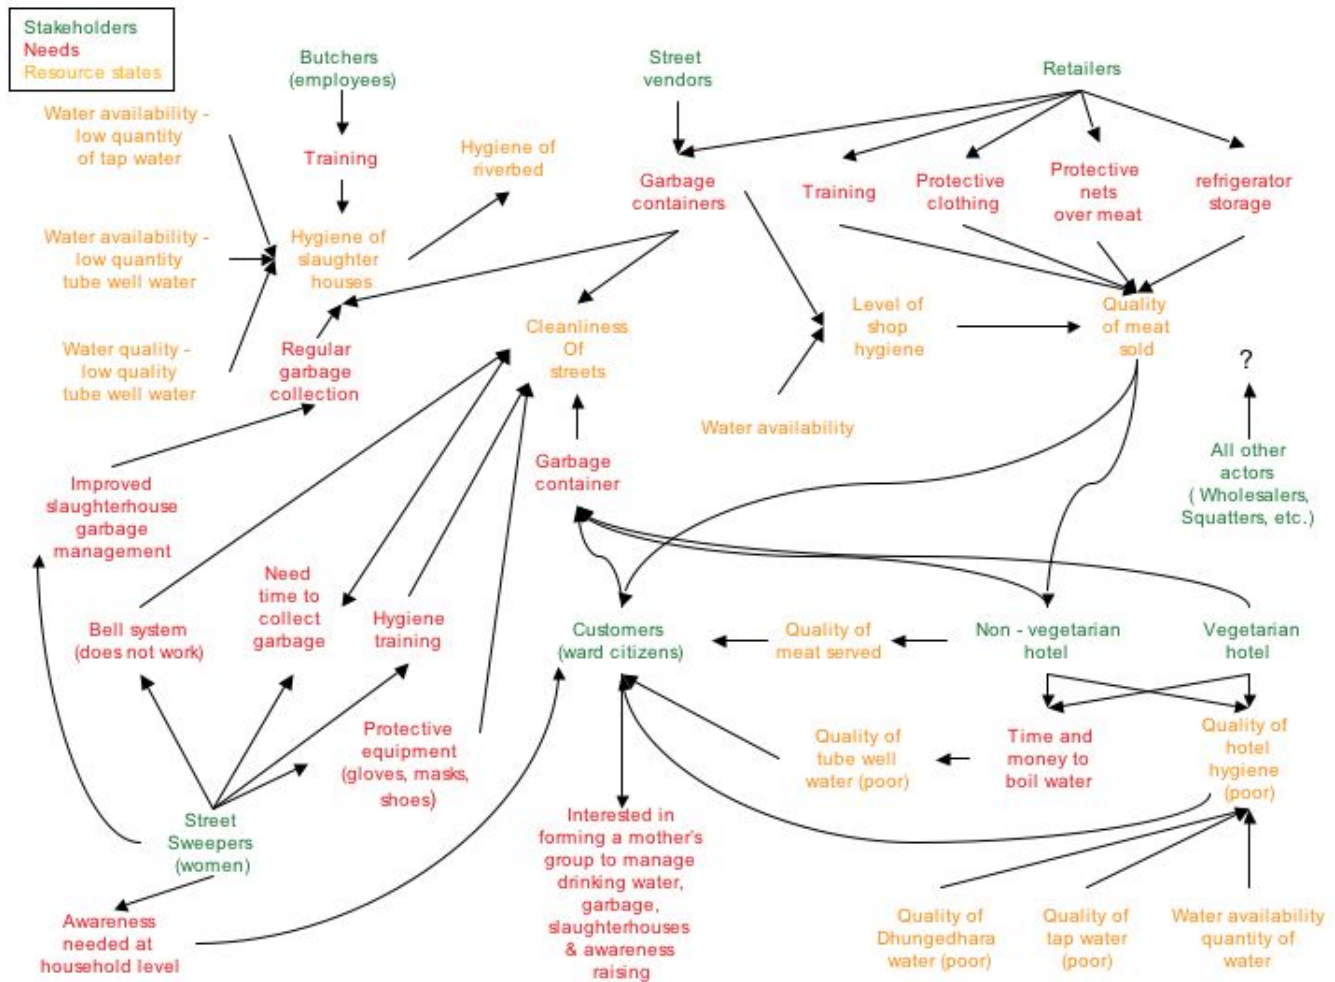 Stakeholders
Needs
Resource states
Butchers
(employees)
Street
vendors
Retailers
Water availability -
low quantity
of tap water
Training
Hygiene of
riverbed
Garbage
containers
Training
Protective
clothing
Protective
nets
over meat
refrigerator
storage
Water availability -
low quantity
tube well water
Hygiene of
slaughter
houses
Water quality -
low quality
tube well water
Regular
garbage
collection
Cleanliness
Of
streets
Level of
shop
hygiene
Quality
of meat
sold
?
Water availability
All other
actors
( Wholesalers,
Squatters, etc.)
Garbage
container
Improved
slaughterhouse
garbage
management
Need
time to
collect
garbage
Bell system
(does not work)
Hygiene
training
Customers
(ward citizens)
Quality of
meat served
Non - vegetarian
hotel
Vegetarian
hotel
Protective
equipment
(gloves, masks,
shoes)
Quality of
tube well
water (poor)
Time and
money to
boil water
Quality of
hotel
hygiene
(poor)
Street
Sweepers
(women)
Interested in
forming a mother's
group to manage
drinking water,
garbage,
slaughterhouses
& awareness
raising
Awareness
needed at
household level
Quality of
Dhungedhara
water (poor)
Quality of
tap water
(poor)
Water availability
quantity of
water